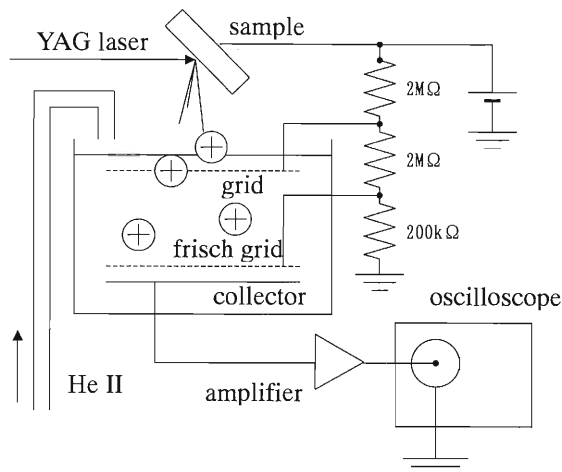 sample
YAG laser
2MΩ
2MΩ
grid
frisch grid
200kΩ
collector
oscilloscope
He II
amplifier